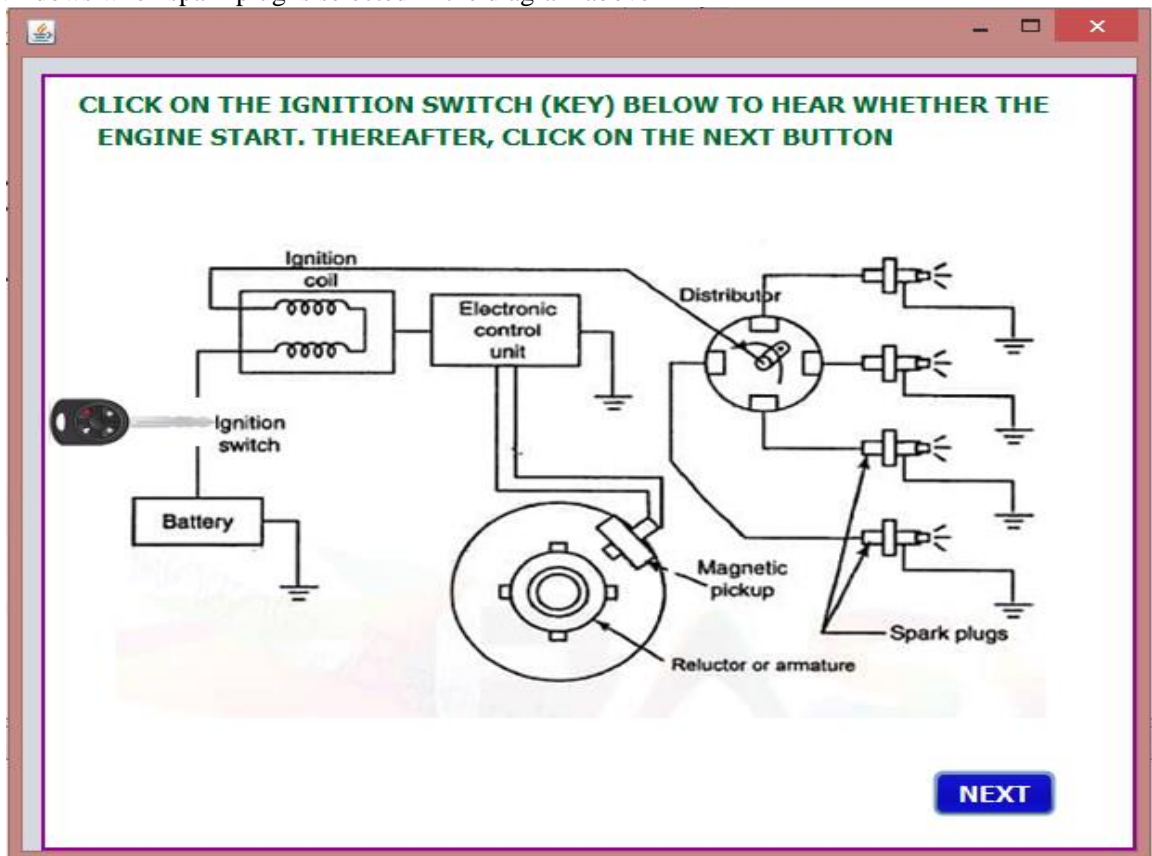 CLICK ON THE IGNITION SWITCH (KEY) BELOW TO HEAR WHETHER THE
ENGINE START. THEREAFTER, CLICK ON THE NEXT BUTTON
Ignition
coil
Electronic
control
unit
Distributor
Ignition
switch
Battery
Magnetic
pickup
Spark plugs
Reluctor or armature
NEXT